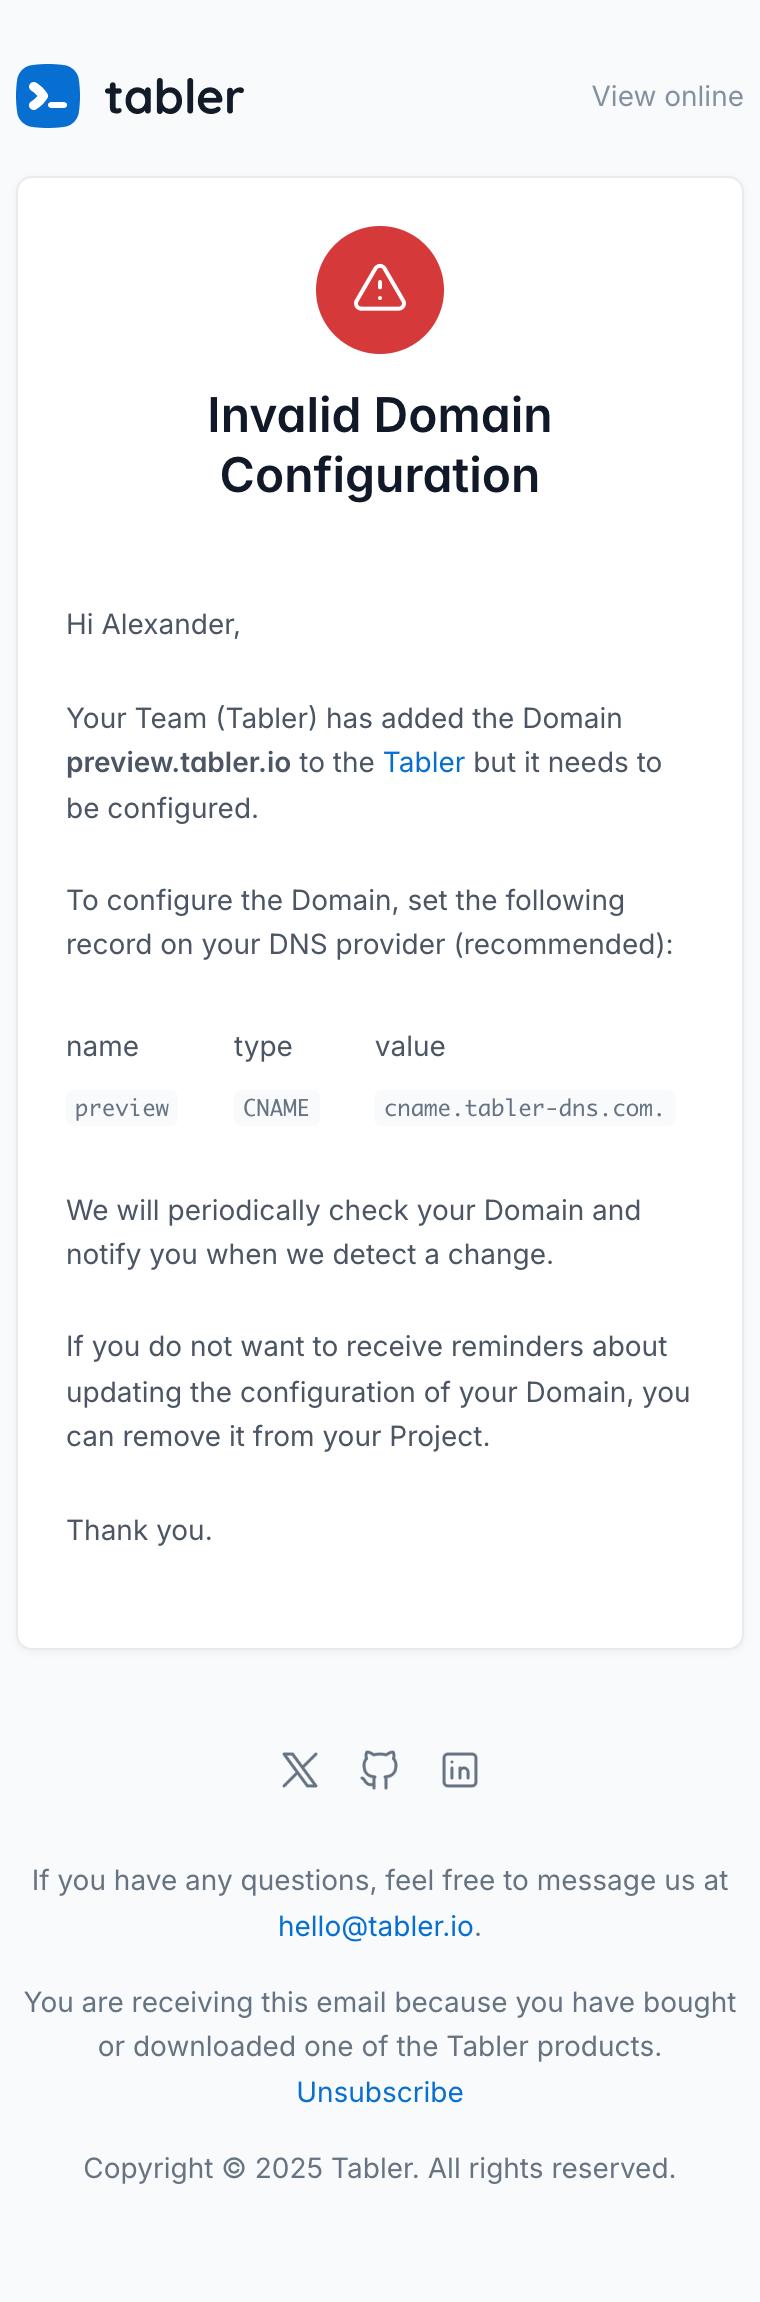 tabler
View online
Invalid Domain
Configuration
Hi Alexander,
Your Team (Tabler) has added the Domain
preview.tabler.io to the Tabler but it needs to
be configured.
To configure the Domain, set the following
record on your DNS provider (recommended):
name type value
preview CNAME cname.tabler-dns.com.
We will periodically check your Domain and
notify you when we detect a change.
If you do not want to receive reminders about
updating the configuration of your Domain, you
can remove it from your Project.
Thank you.
If you have any questions, feel free to message us at
hello@tabler.io.
You are receiving this email because you have bought
or downloaded one of the Tabler products.
Unsubscribe
Copyright © 2025 Tabler. All rights reserved.